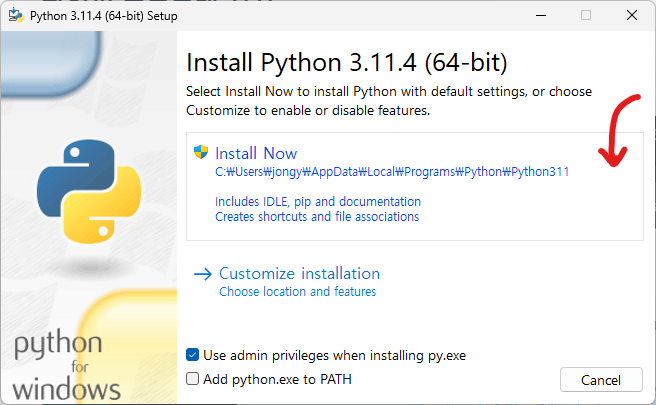 Python 3.11.4 (64-bit) Setup
Install Python 3.11.4 (64-bit)
Select Install Now to install Python with default settings, or choose
Customize to enable or disable features.
Install Now
C:₩Users₩jongy₩AppData₩Local₩Programs₩Python₩Python311
Includes IDLE, pip and documentation
Creates shortcuts and file associations
Customize installation
Choose location and features
Use admin privileges when installing py.exe
Add python.exe to PATH
Cancel
python
for
windows